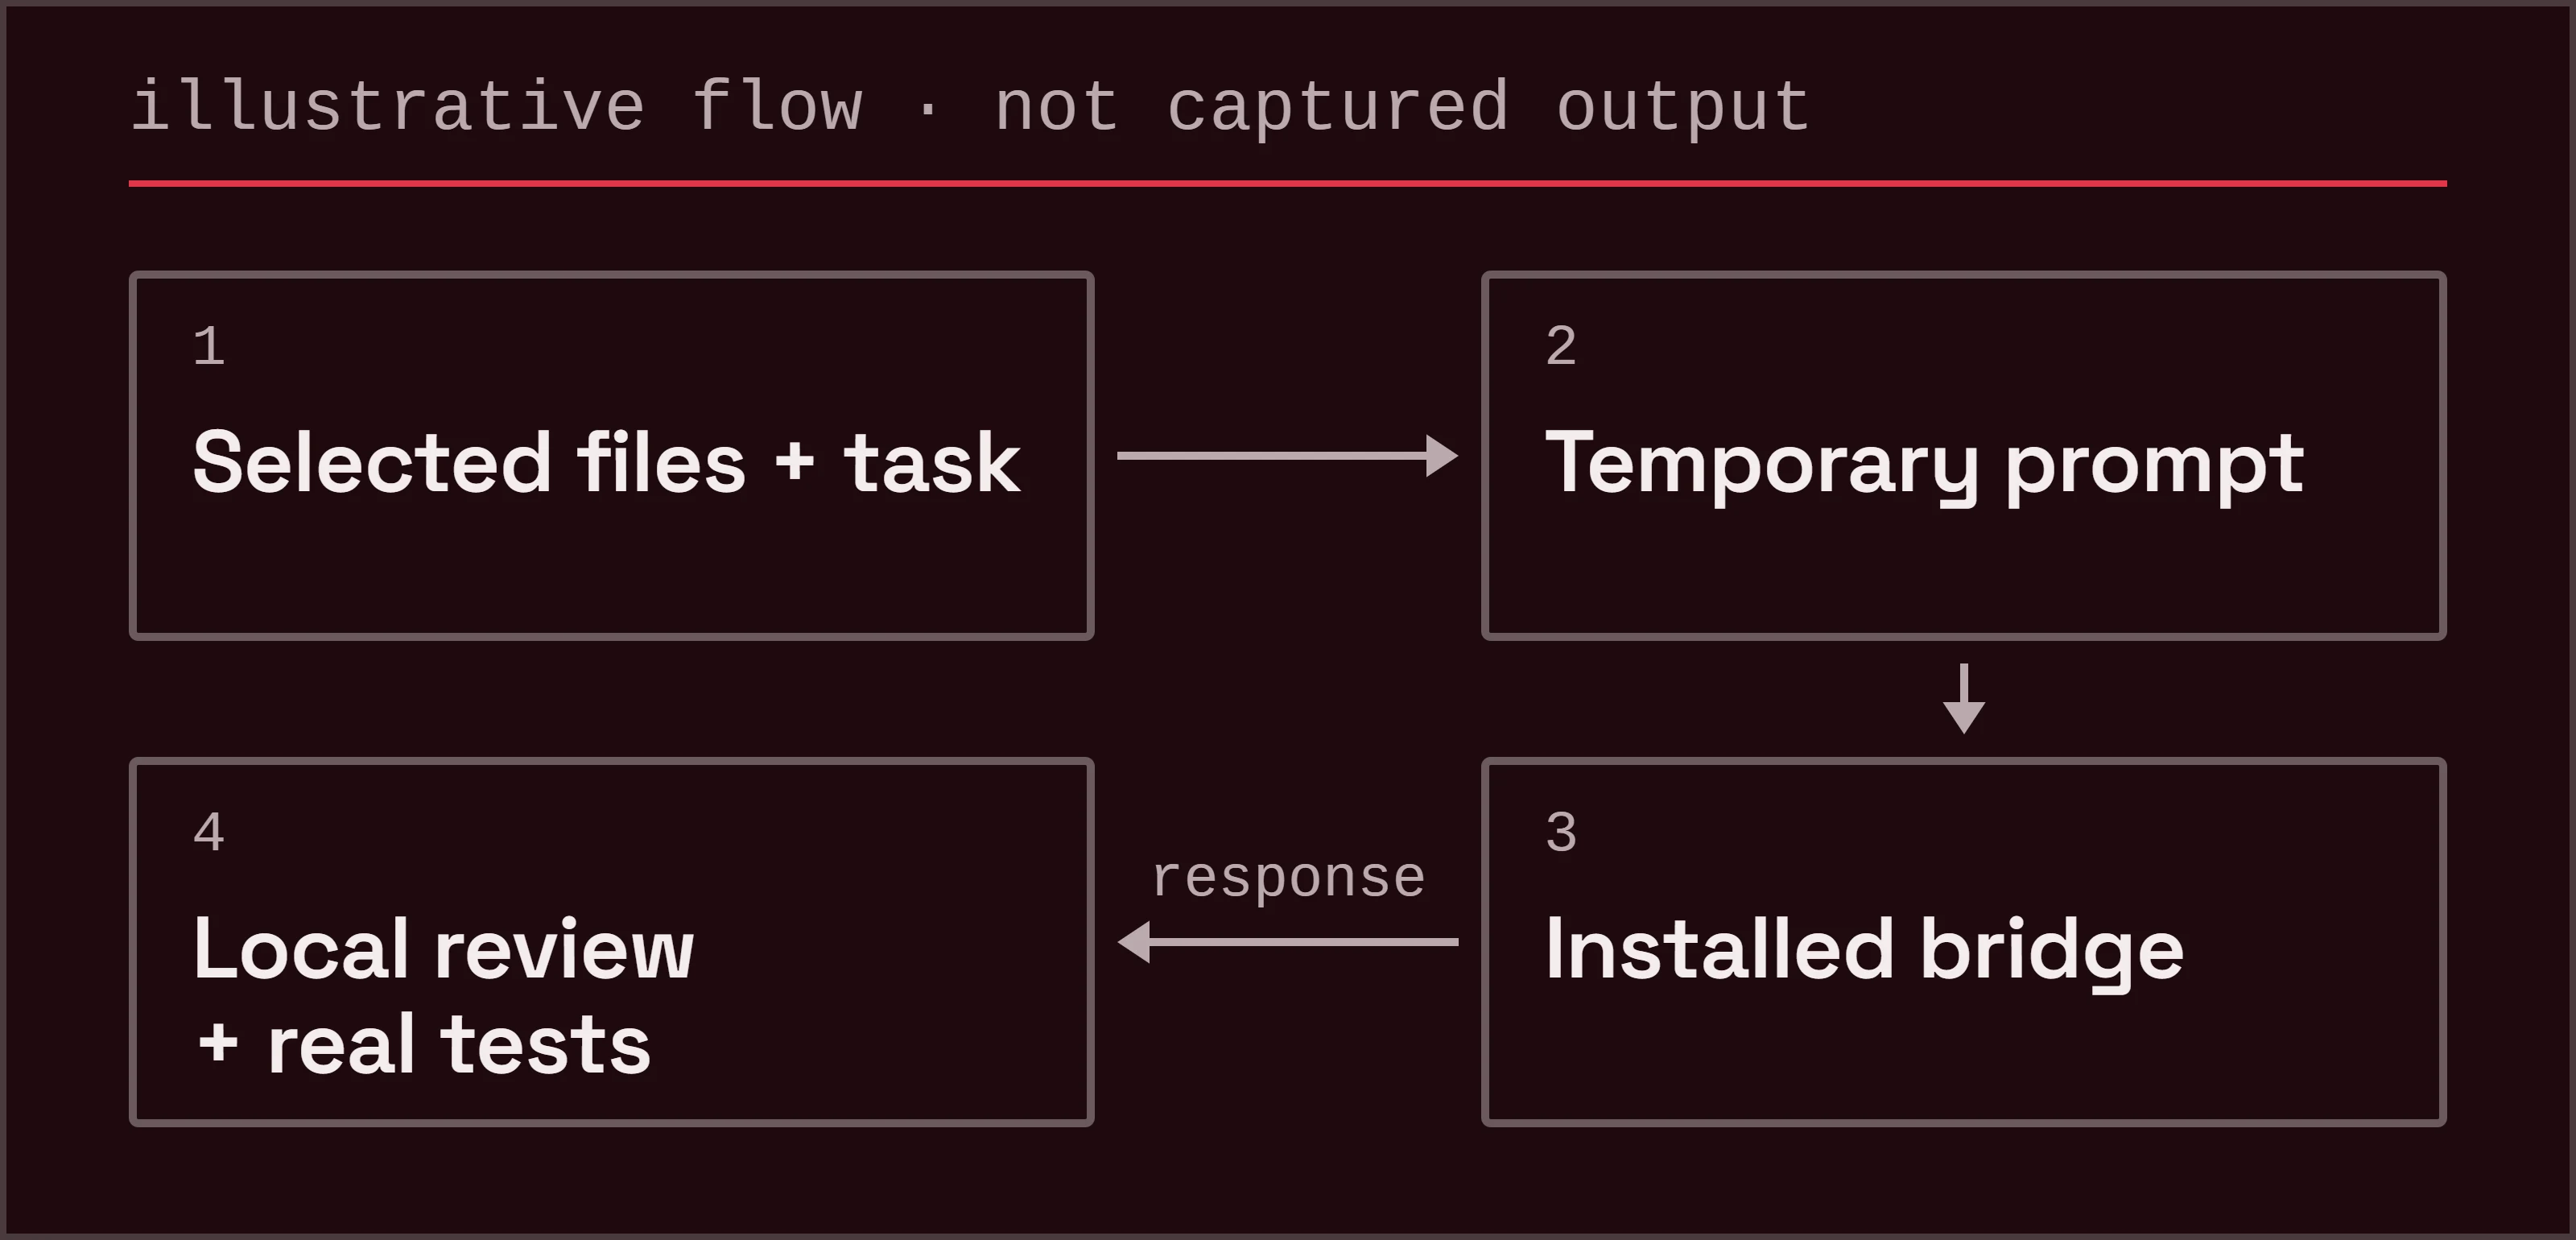 illustrative flow · not captured output
1
Selected files + task
2
Temporary prompt
3
Installed bridge
response
4
Local review
+ real tests